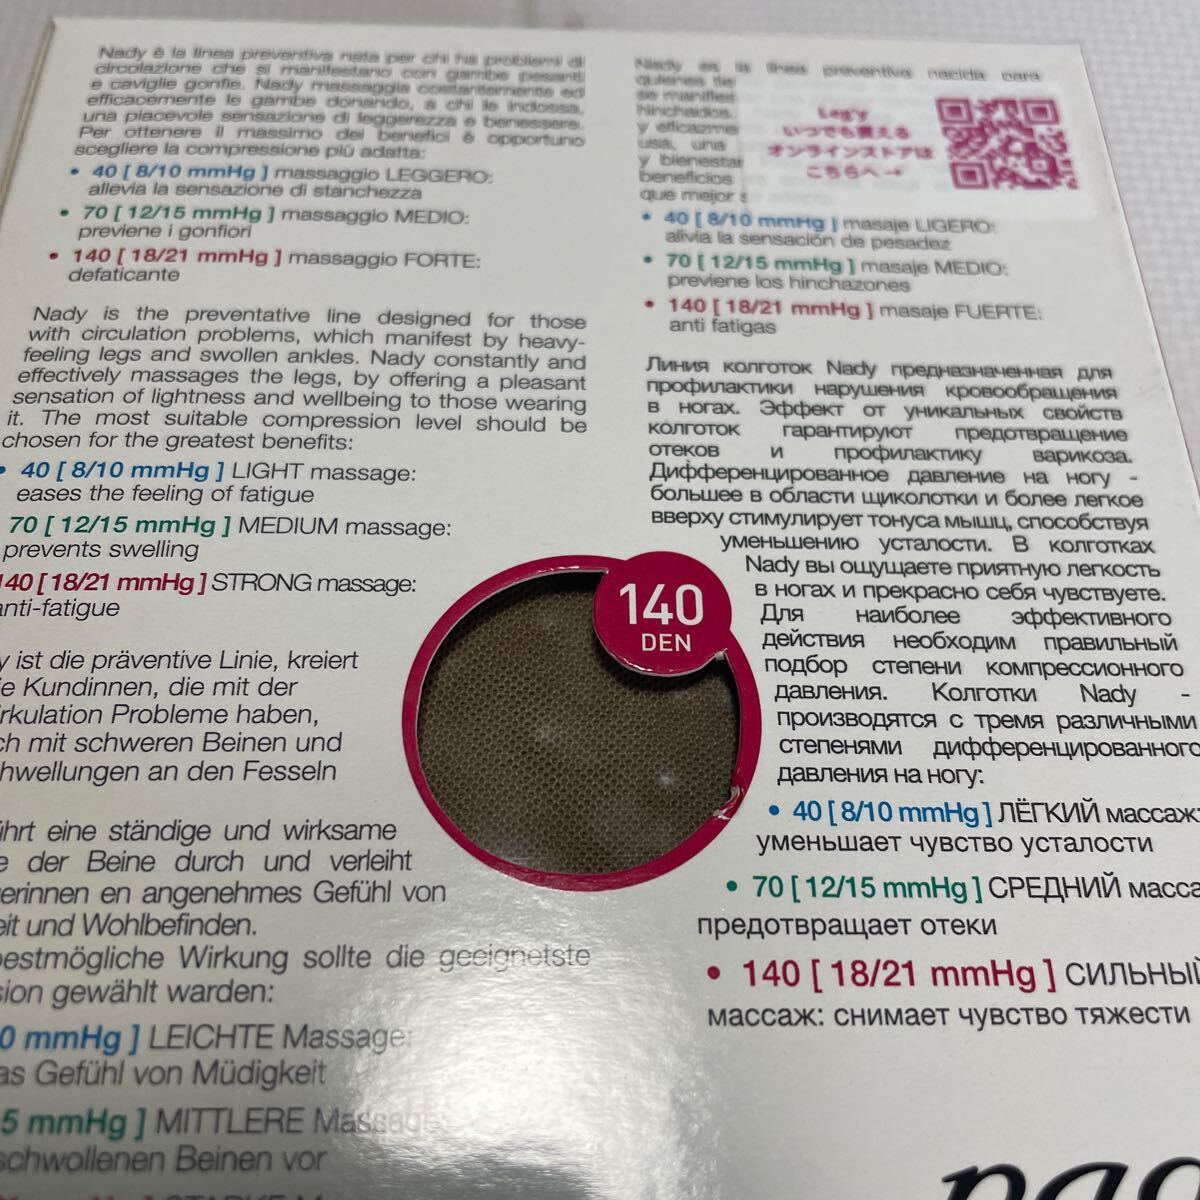 Nady è la linea preventiva nata per chi ha problemi di
circolazione che si manifestano con gambe pesanti
e caviglie gonfie. Nady massaggia costantemente ed
efficacemente le gambe donando, a chi le indossa,
una piacevole sensazione di leggerezza e benessere.
Per ottenere il massimo dei benefici è opportuno
scegliere la compressione più adatta:
• 40 [ 8/10 mmHg ] massaggio LEGGERO:
allevia la sensazione di stanchezza
• 70 [ 12/15 mmHg ] massaggio MEDIO:
previene i gonfiori
• 140 [ 18/21 mmHg ] massaggio FORTE:
defaticante
Nady is the preventative line designed for those
with circulation problems, which manifest by heavy-
feeling legs and swollen ankles. Nady constantly and
effectively massages the legs, by offering a pleasant
sensation of lightness and wellbeing to those wearing
it. The most suitable compression level should be
chosen for the greatest benefits:
• 40 [ 8/10 mmHg ] LIGHT massage:
eases the feeling of fatigue
70 [ 12/15 mmHg ] MEDIUM massage:
prevents swelling
140 [ 18/21 mmHg ] STRONG massage:
anti-fatigue
y ist die präventive Linie, kreiert
ie Kundinnen, die mit der
irkulation Probleme haben,
ch mit schweren Beinen und
hwellungen an den Fesseln
ührt eine ständige und wirksame
e der Beine durch und verleiht
gerinnen en angenehmes Gefühl von
eit und Wohlbefinden.
bestmögliche Wirkung sollte die geeignetste
sion gewählt warden:
0 mmHg ] LEICHTE Massage:
as Gefühl von Müdigkeit
5 mmHg ] MITTLERE Massage:
schwollenen Beinen vor
Nady es la línea preventiva nacida para
quienes
se manifies
hinchados.
y eficazme
usa, una
y bienestar
beneficios
que mejor s
Leg'y
いつでも買える
オンラインストアは
こちらへ→
• 40 [ 8/10 mmHg ] masaje LIGERO:
alivia la sensación de pesadez
• 70 [ 12/15 mmHg ] masaje MEDIO:
previene los hinchazones
• 140 [ 18/21 mmHg ] masaje FUERTE:
anti fatigas
Линия колготок Nady предназначенная для
профилактики нарушения кровообращения
в ногах. Эффект от уникальных свойств
колготок гарантируют предотвращение
отеков и профилактику варикоза.
Дифференцированное давление на ногу -
большее в области щиколотки и более легкое
вверху стимулирует тонуса мышц, способствуя
уменьшению усталости. В колготках
Nady вы ощущаете приятную легкость
в ногах и прекрасно себя чувствуете.
Для наиболее эффективного
действия необходим правильный
подбор степени компрессионного
давления. Колготки Nady -
производятся с тремя различными
степенями дифференцированного
давления на ногу:
• 40 [ 8/10 mmHg ] ЛЁГКИЙ массаж:
уменьшает чувство усталости
• 70 [ 12/15 mmHg ] СРЕДНИЙ масса
предотвращает отеки
• 140 [ 18/21 mmHg ] СИЛЬНЫЙ
массаж: снимает чувство тяжести
140
DEN